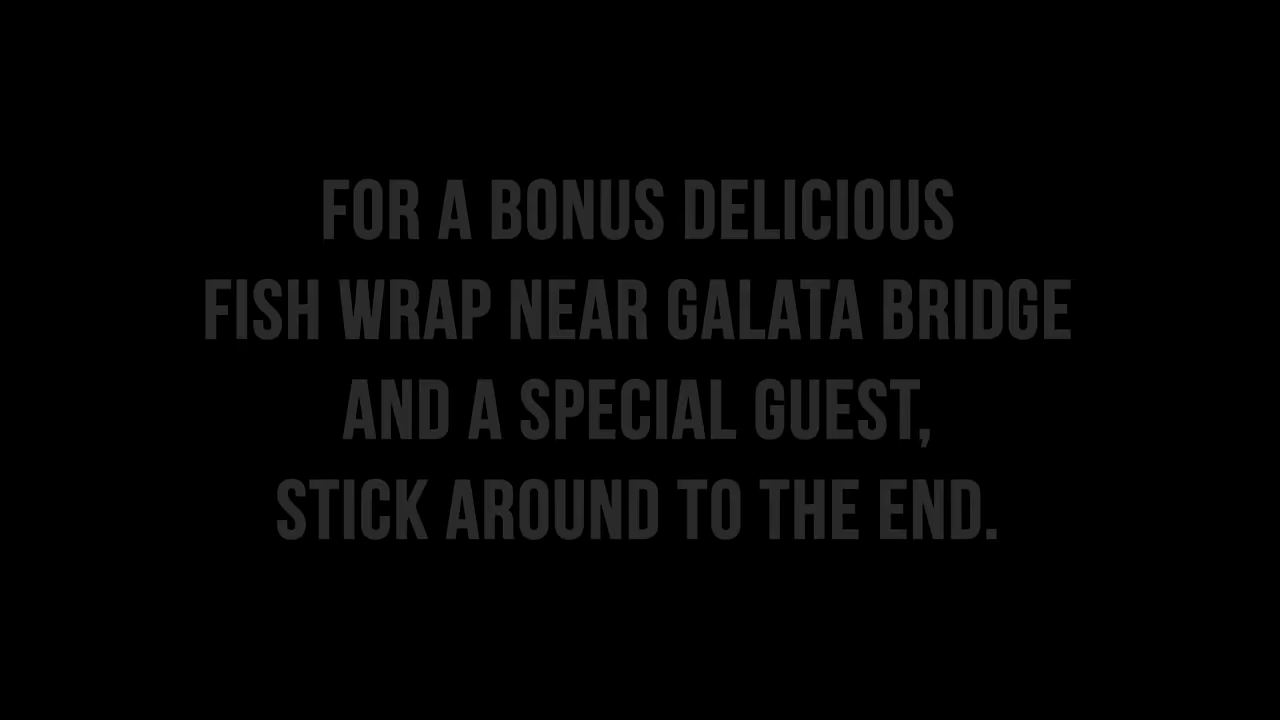 FOR A BONUS DELICIOUS
FISH WRAP NEAR GALATA BRIDGE
AND A SPECIAL GUEST,
STICK AROUND TO THE END.